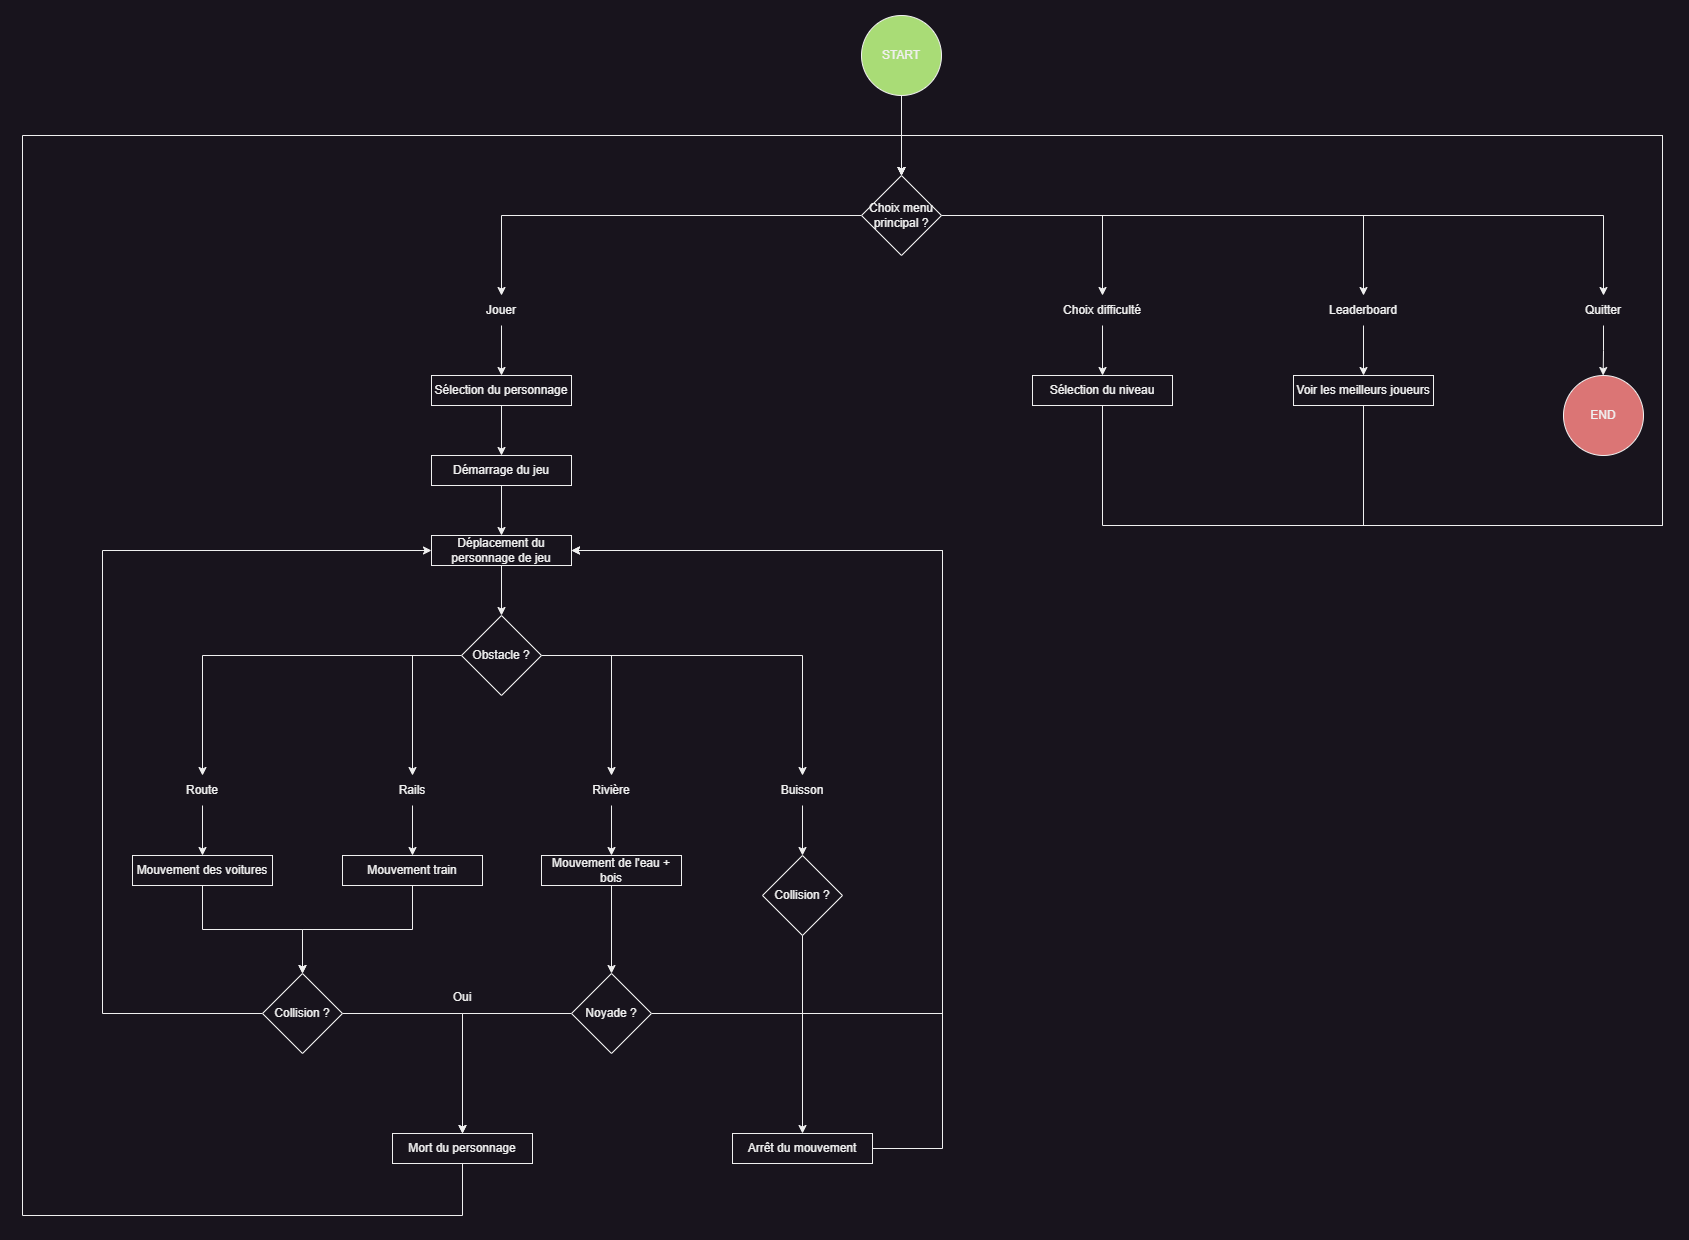 START
Choix menu
principal ?
Jouer
Choix difficulté
Leaderboard
Quitter
Sélection du personnage
Sélection du niveau
Voir les meilleurs joueurs
END
Démarrage du jeu
Déplacement du
personnage de jeu
Obstacle ?
Route
Rails
Rivière
Buisson
Mouvement des voitures
Mouvement train
Mouvement de l'eau +
bois
Collision ?
Oui
Collision ?
Noyade ?
Mort du personnage
Arrêt du mouvement